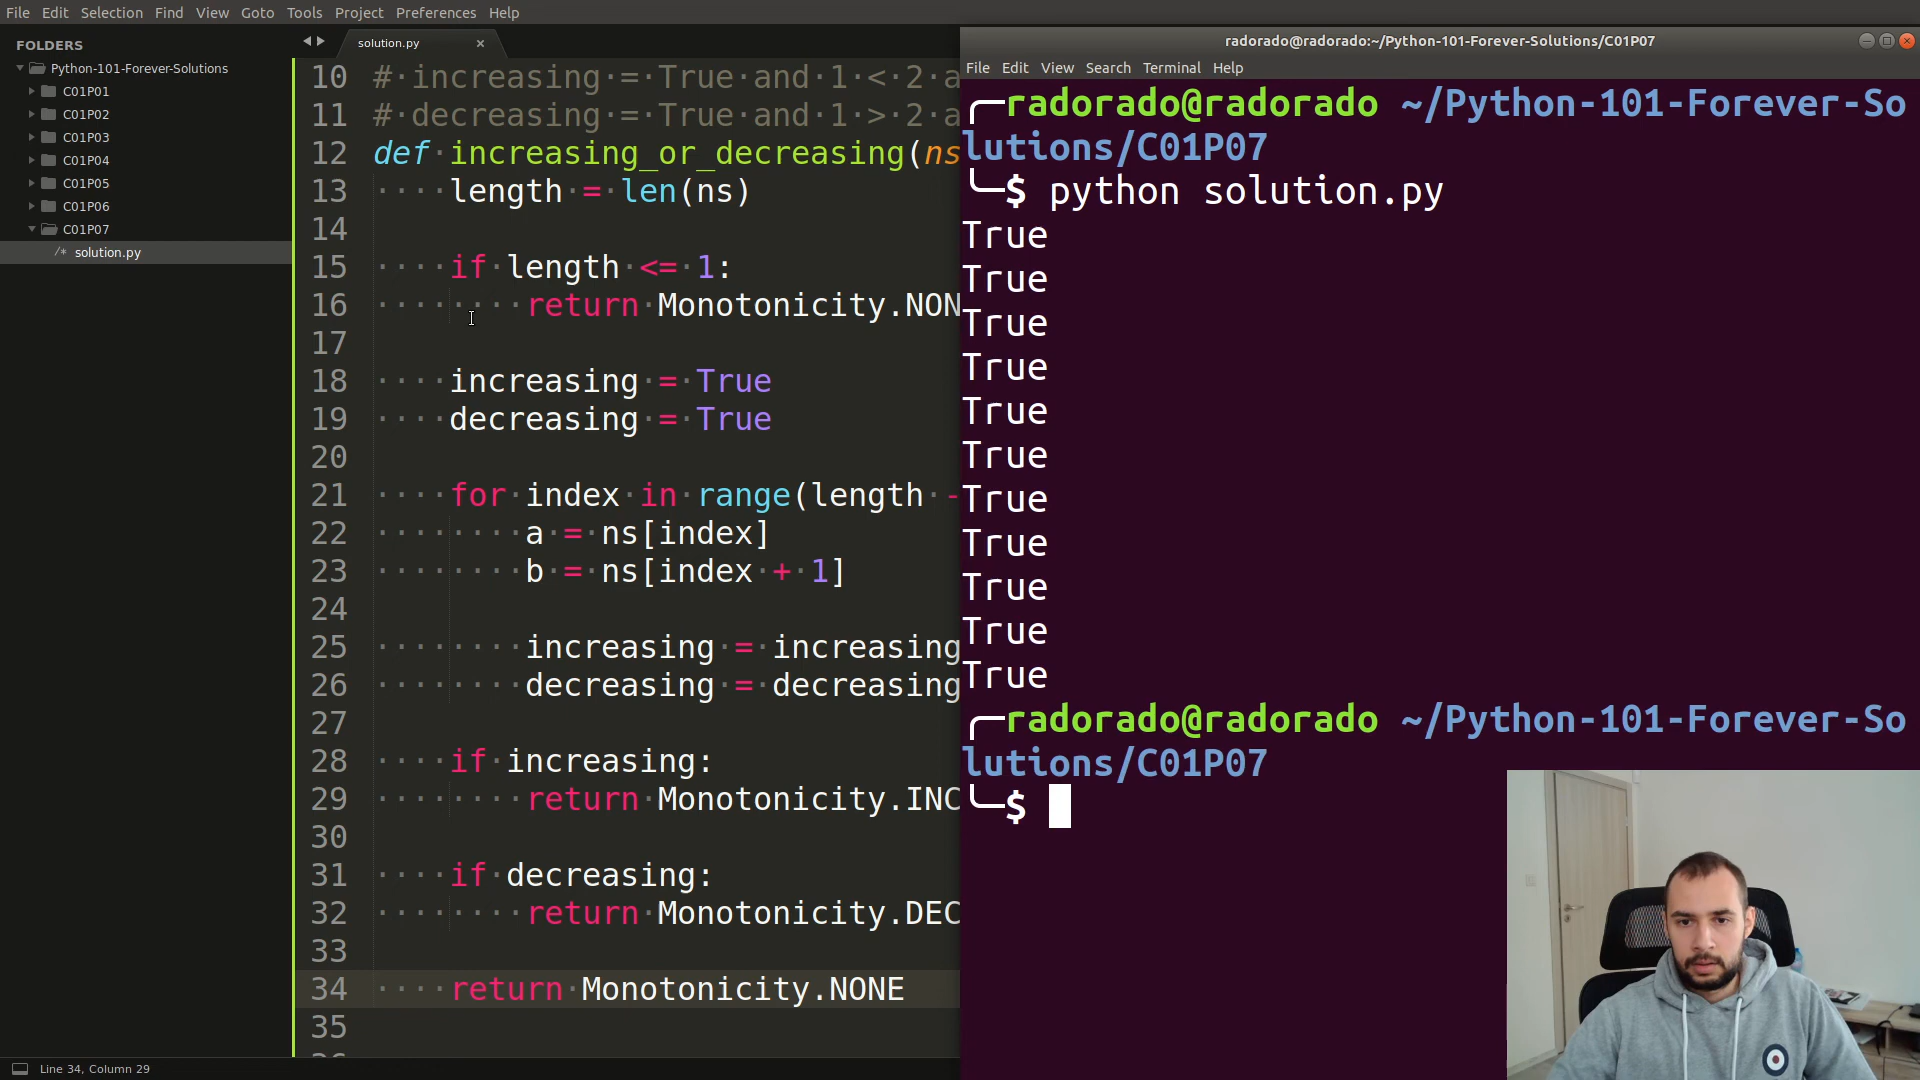 File Edit Selection Find View Goto Tools Project Preferences Help
FOLDERS
Python-101-Forever-Solutions
C01P01
C01P02
C01P03
C01P04
C01P05
C01P06
C01P07
/* solution.py
solution.py ×
10 # increasing = True and 1 < 2 a
11 # decreasing = True and 1 > 2 a
12 def increasing_or_decreasing(ns
13 length = len(ns)
14
15 if length <= 1:
16 return Monotonicity.NON
17
18 increasing = True
19 decreasing = True
20
21 for index in range(length -
22 a = ns[index]
23 b = ns[index + 1]
24
25 increasing = increasing
26 decreasing = decreasing
27
28 if increasing:
29 return Monotonicity.INC
30
31 if decreasing:
32 return Monotonicity.DEC
33
34 return Monotonicity.NONE
35
Line 34, Column 29
radorado@radorado:~/Python-101-Forever-Solutions/C01P07
File Edit View Search Terminal Help
radorado@radorado ~/Python-101-Forever-So
lutions/C01P07
$ python solution.py
True
True
True
True
True
True
True
True
True
True
True
radorado@radorado ~/Python-101-Forever-So
lutions/C01P07
$